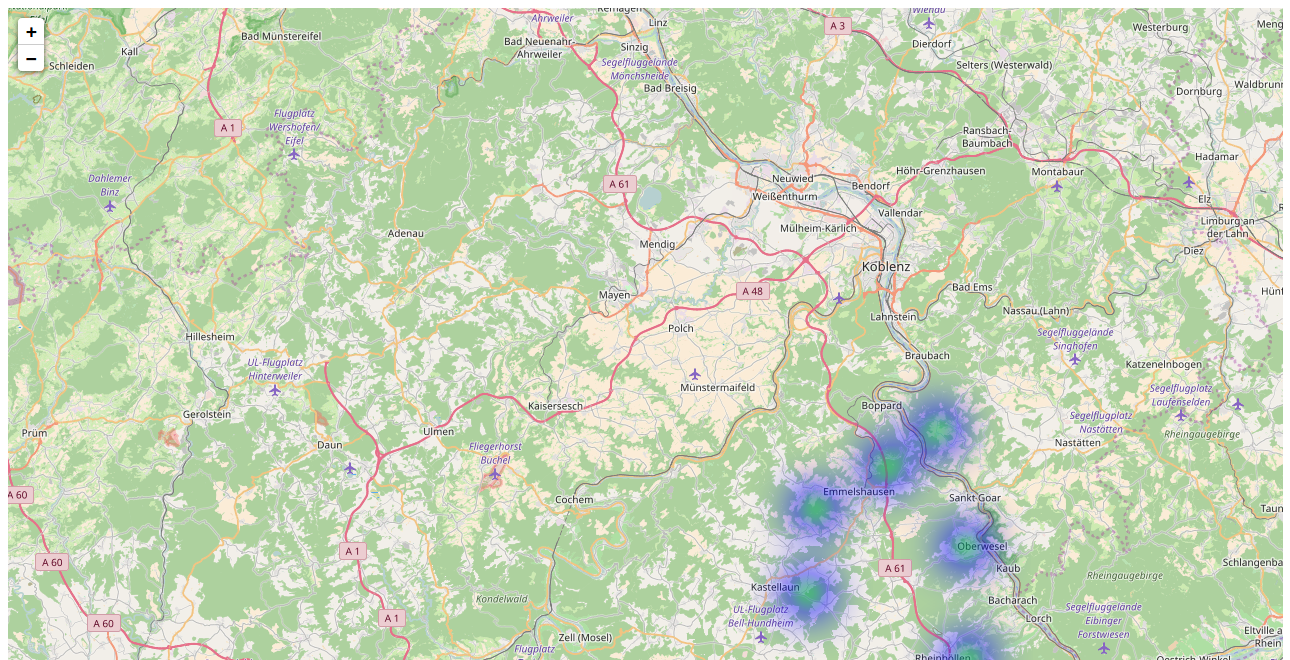 +
−
Kall
Schleiden
Bad Münstereifel
Ahrweiler
Bad Neuenahr-
Ahrweiler
Remagen
Linz
Sinzig
Segelfluggelände
Mönchsheide
Bad Breisig
A 3
Wienau
Dierdorf
Selters (Westerwald)
Westerburg
Dornburg
A 1
Flugplatz
Wershofen/
Eifel
Dahlemer
Binz
A 61
Ransbach-
Baumbach
Hadamar
Montabaur
Höhr-Grenzhausen
Neuwied
Weißenthurm
Bendorf
Vallendar
Elz
Limburg an
der Lahn
Diez
Adenauer
Mendig
Mülheim-Kärlich
Koblenz
Mayen
A 48
Bad Ems
Nassau (Lahn)
Lahnstein
Polch
Hillesheim
UL-Flugplatz
Hinterweiler
Segelfluggelände
Singhofen
Braubach
Katzenelnbogen
Münstermaifeld
Segelflugplatz
Laufenselden
Gerolstein
Kaisersesch
Boppard
Segelflugplatz
Nastätten
Prüm
Ulmen
Daun
Nastätten
Rheingaugebirge
Fliegerhorst
Büchel
A 60
Cochem
Emmelshausen
Sankt Goar
A 1
A 60
Oberwesel
A 61
Kaub
Rheingaugebirge
Kastellaun
Kondelwald
Bacharach
UL-Flugplatz
Bell-Hundheim
Segelfluggelände
Eibinger
Forstwiesen
Lorch
A 60
A 1
Zell (Mosel)
Flugplatz
Rheinböllen
Eltville a
Rhein
Oestrich-Winkel